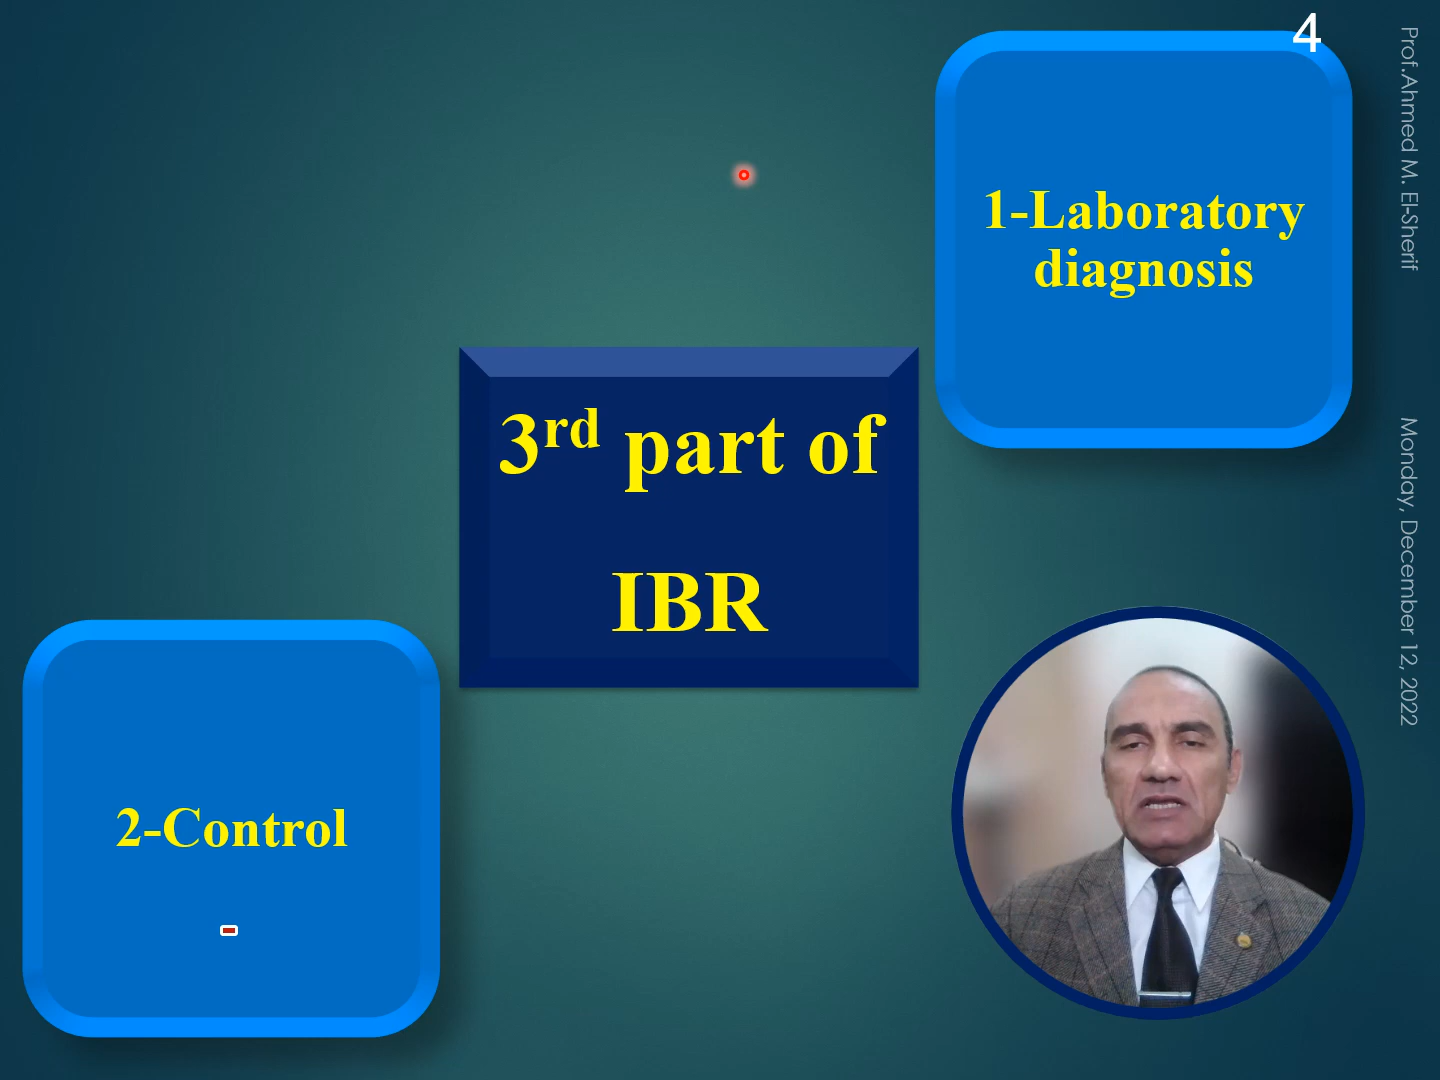 4
1-Laboratory
diagnosis
3rd part of
IBR
2-Control
Prof.Ahmed M. El-Sherif
Monday, December 12, 2022